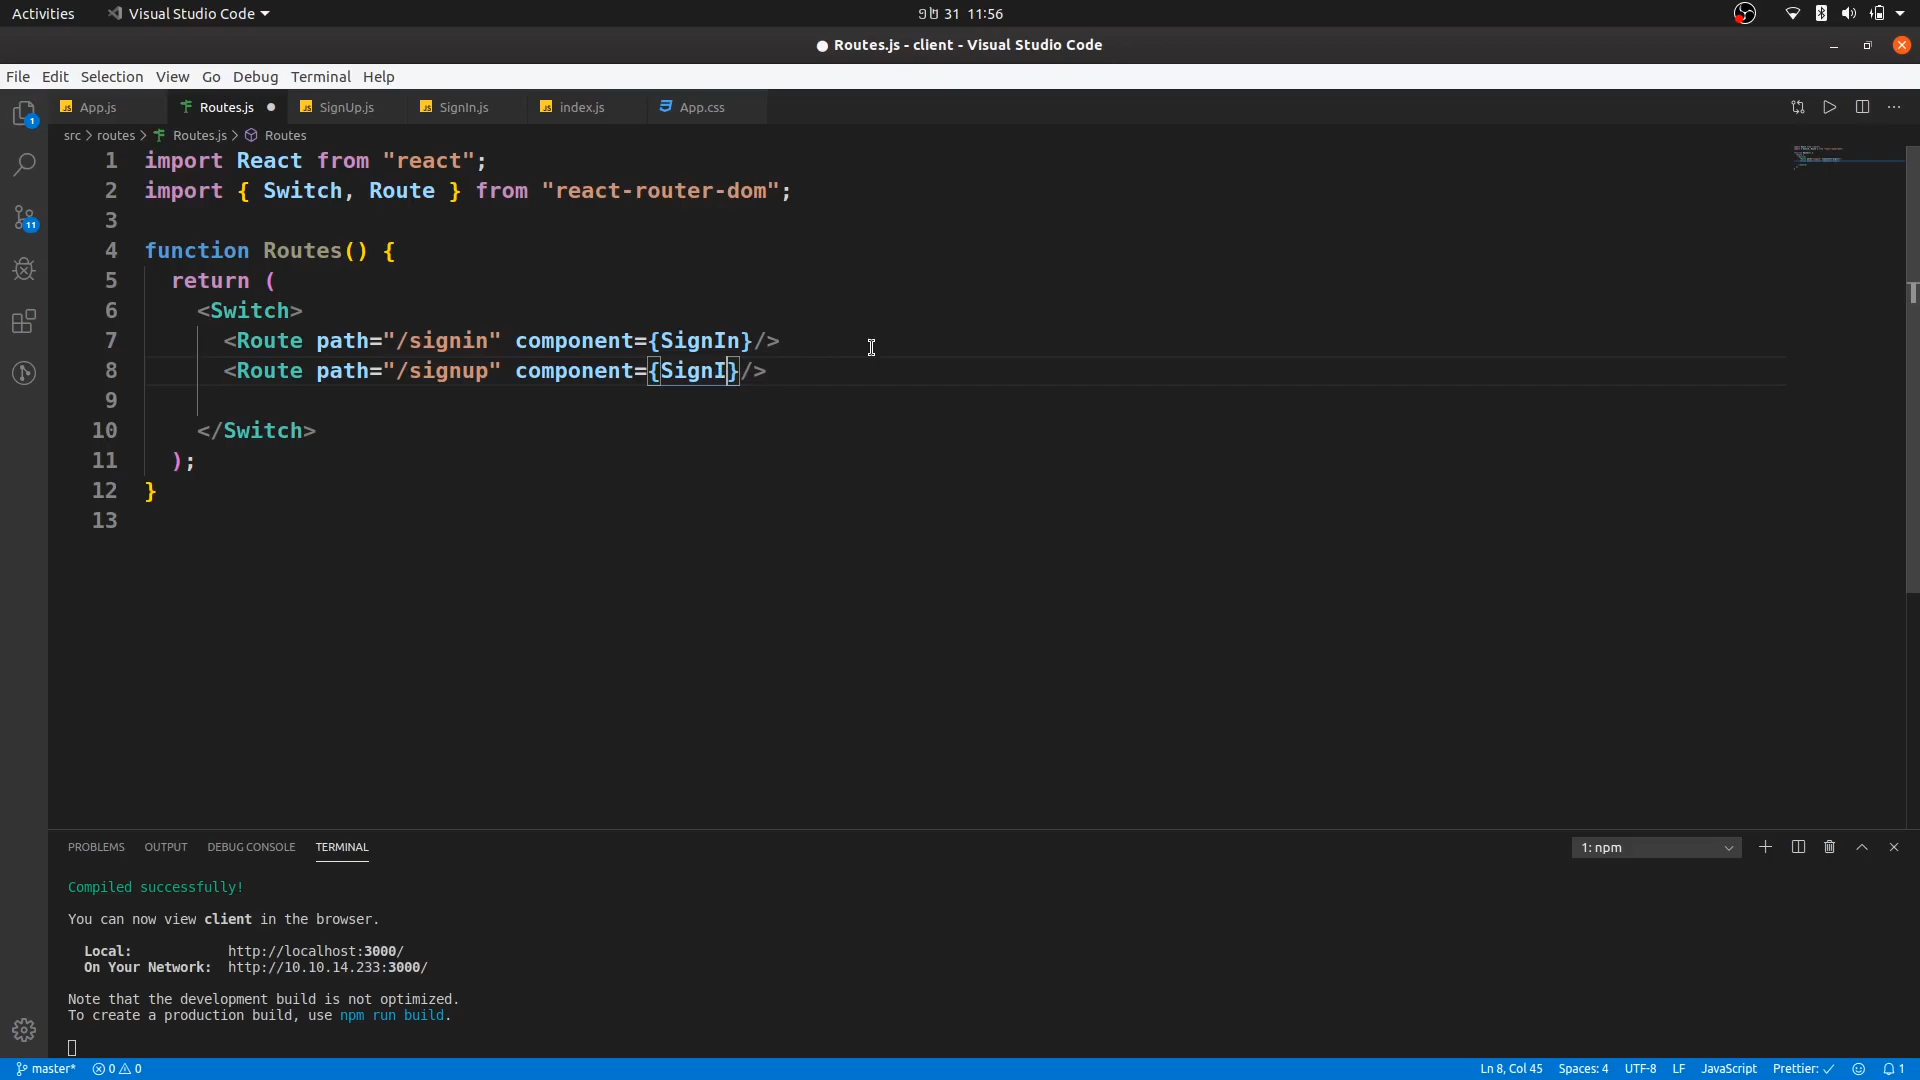 Activities
Visual Studio Code
31 11:56
Routes.js - client - Visual Studio Code
File Edit Selection View Go Debug Terminal Help
App.js
Routes.js
SignUp.js
SignIn.js
index.js
App.css
src > routes > Routes.js > Routes
1 import React from "react";
2 import { Switch, Route } from "react-router-dom";
3
4 function Routes() {
5 return (
6 <Switch>
7 <Route path="/signin" component={SignIn}/>
8 <Route path="/signup" component={SignI}/>
9
10 </Switch>
11 );
12 }
13
1
11
PROBLEMS OUTPUT DEBUG CONSOLE TERMINAL
1: npm
Compiled successfully!
You can now view client in the browser.
Local: http://localhost:3000/
On Your Network: http://10.10.14.233:3000/
Note that the development build is not optimized.
To create a production build, use npm run build.
master* 0 0
Ln 8, Col 45 Spaces: 4 UTF-8 LF JavaScript Prettier: ✓ 1